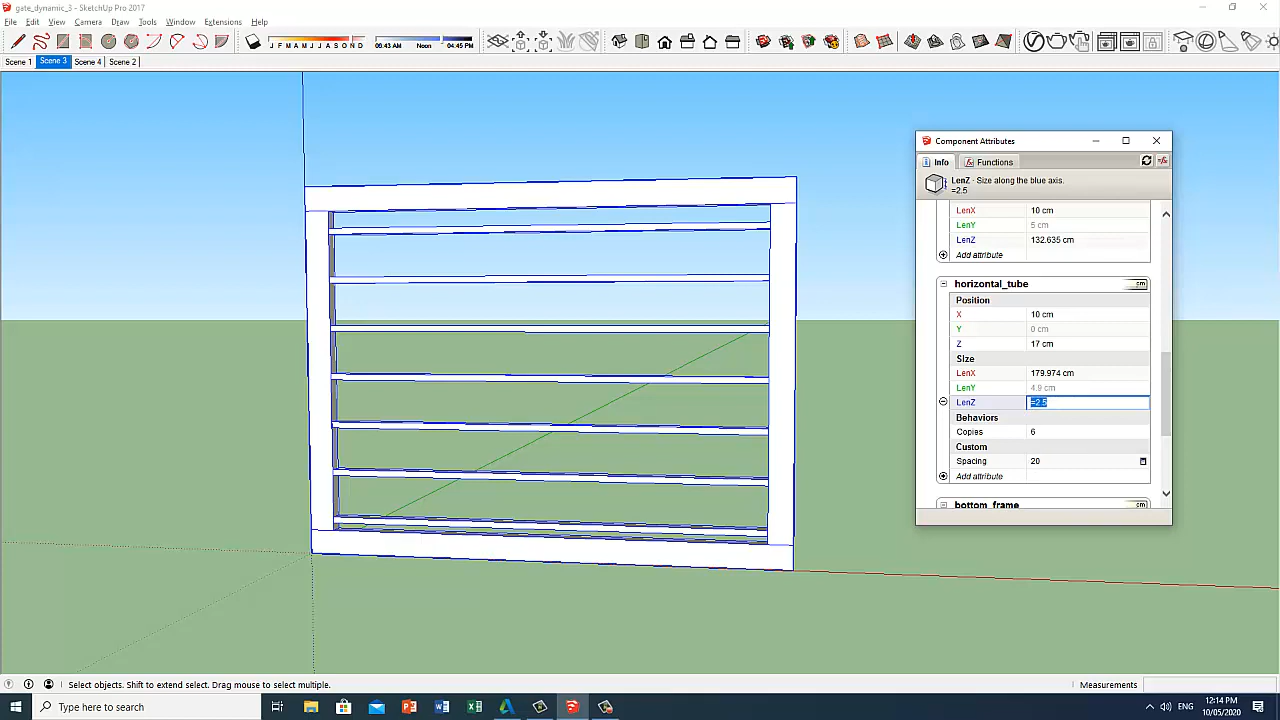 gate_dynamic_3 - SketchUp Pro 2017
File Edit View Camera Draw Tools Window Extensions Help
J F M A M J J A S O N D 06:43 AM Noon 04:45 PM
Scene 1 Scene 3 Scene 4 Scene 2
Component Attributes
Info Functions
LenZ - Size along the blue axis.
=2.5
LenX 10 cm
LenY 5 cm
LenZ 132.635 cm
Add attribute
horizontal_tube cm
Position
X 10 cm
Y 0 cm
Z 17 cm
Size
LenX 179.974 cm
LenY 4.9 cm
LenZ =2.5
Behaviors
Copies 6
Custom
Spacing 20
Add attribute
bottom_frame cm
Select objects. Shift to extend select. Drag mouse to select multiple. Measurements
Type here to search
ENG
12:14 PM
10/05/2020